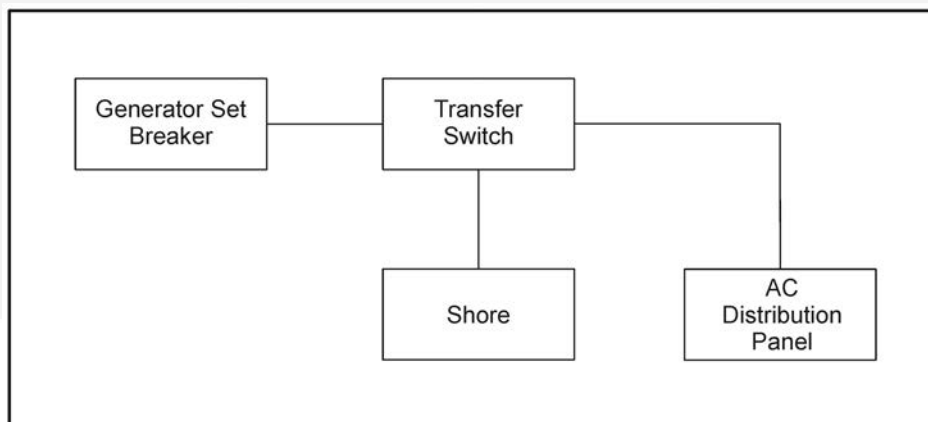 Generator Set
Breaker
Transfer
Switch
Shore
AC
Distribution
Panel